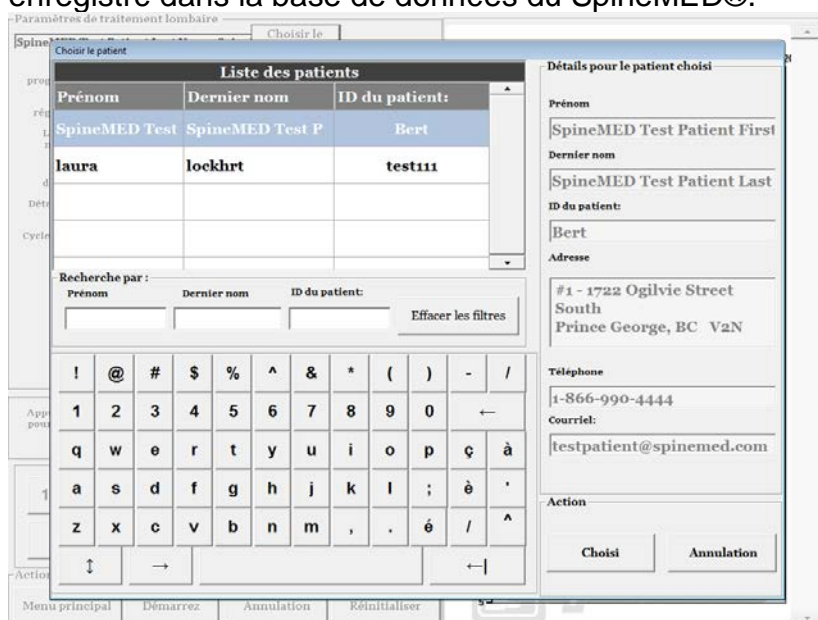 enregistré dans la base de données du SpineMED®.
Paramètres de traitement lombaire
Choisir le
Choisir le patient
Liste des patients
Prénom Dernier nom ID du patient:
SpineMED Test SpineMED Test P Bert
laura lockhrt test111
Recherche par :
Prénom Dernier nom ID du patient:
Effacer les filtres
! @ # $ % ^ & * ( ) - /
1 2 3 4 5 6 7 8 9 0 ←
q w e r t y u i o p ç à
a s d f g h j k l ; è '
z x c v b n m , . é / ^
↕ → ←|
Détails pour le patient choisi
Prénom
SpineMED Test Patient First
Dernier nom
SpineMED Test Patient Last
ID du patient:
Bert
Adresse
#1 - 1722 Ogilvie Street
South
Prince George, BC V2N
Téléphone
1-866-990-4444
Courriel:
testpatient@spinemed.com
Action
Choisi Annulation
Action
Menu principal Démarrez Annulation Réinitialiser